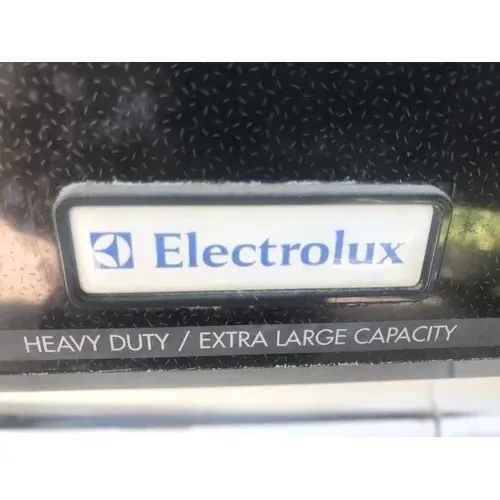 Electrolux
HEAVY DUTY / EXTRA LARGE CAPACITY